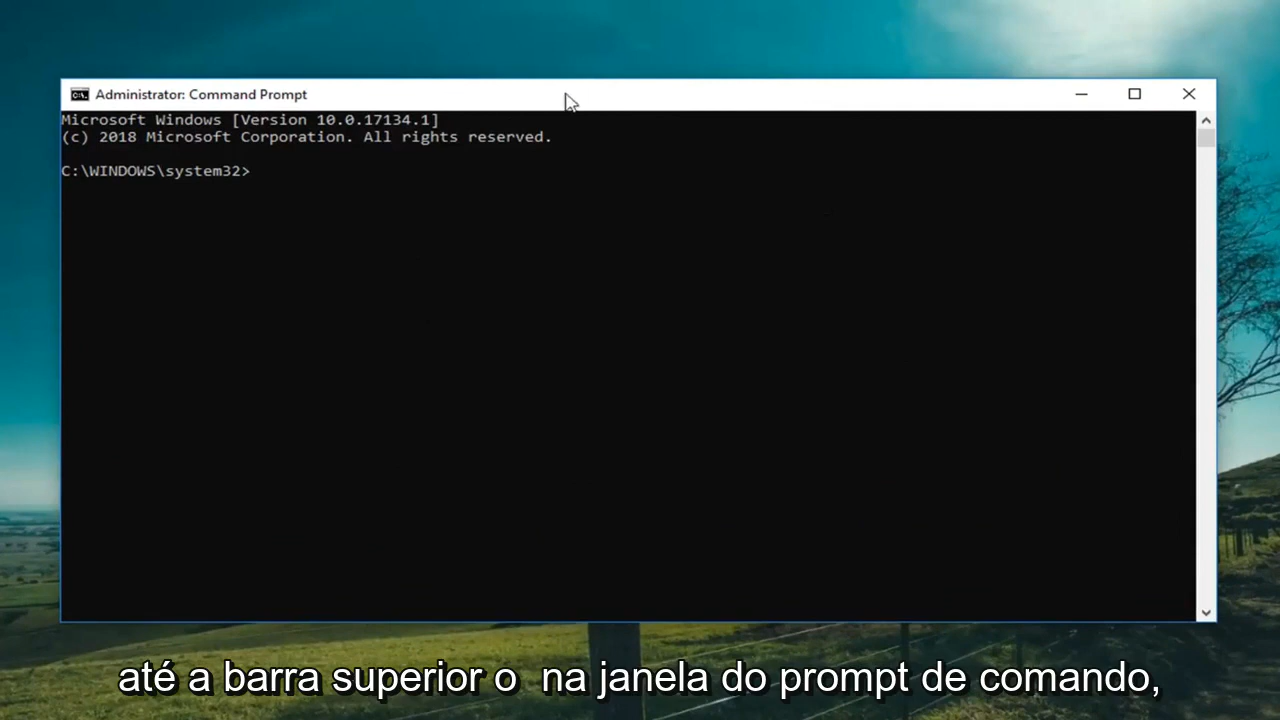 Administrator: Command Prompt
Microsoft Windows [Version 10.0.17134.1]
(c) 2018 Microsoft Corporation. All rights reserved.
C:\WINDOWS\system32>
até a barra superior o na janela do prompt de comando,